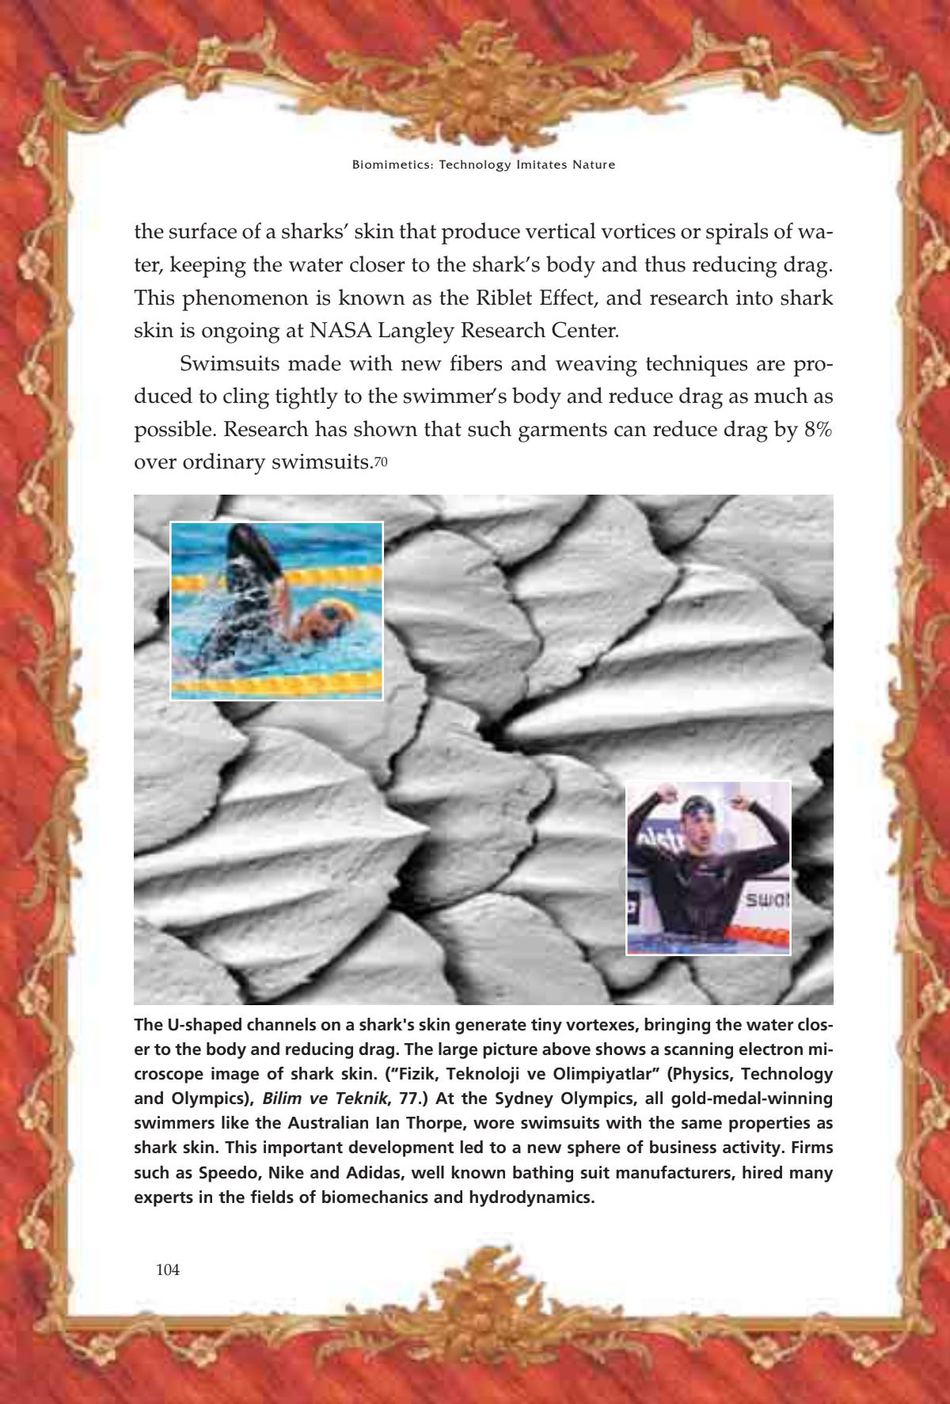 Biomimetics: Technology Imitates Nature
the surface of a sharks' skin that produce vertical vortices or spirals of wa-
ter, keeping the water closer to the shark's body and thus reducing drag.
This phenomenon is known as the Riblet Effect, and research into shark
skin is ongoing at NASA Langley Research Center.
Swimsuits made with new fibers and weaving techniques are pro-
duced to cling tightly to the swimmer's body and reduce drag as much as
possible. Research has shown that such garments can reduce drag by 8%
over ordinary swimsuits.70
The U-shaped channels on a shark's skin generate tiny vortexes, bringing the water clos-
er to the body and reducing drag. The large picture above shows a scanning electron mi-
croscope image of shark skin. ("Fizik, Teknoloji ve Olimpiyatlar" (Physics, Technology
and Olympics), Bilim ve Teknik, 77.) At the Sydney Olympics, all gold-medal-winning
swimmers like the Australian Ian Thorpe, wore swimsuits with the same properties as
shark skin. This important development led to a new sphere of business activity. Firms
such as Speedo, Nike and Adidas, well known bathing suit manufacturers, hired many
experts in the fields of biomechanics and hydrodynamics.
104